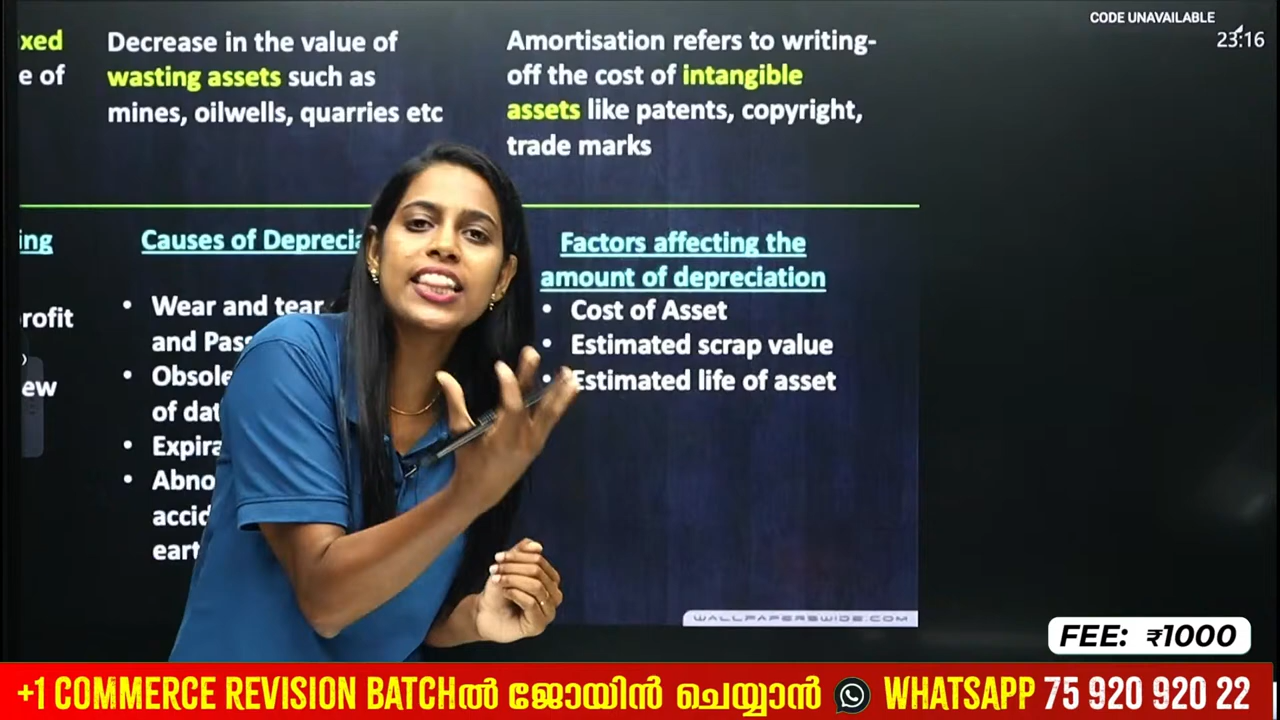 CODE UNAVAILABLE
23:16
xed
e of
Decrease in the value of
wasting assets such as
mines, oilwells, quarries etc
Amortisation refers to writing-
off the cost of intangible
assets like patents, copyright,
trade marks
ing
rofit
ew
Causes of Deprecia
• Wear and tear
and Pas
• Obsole
of dat
• Expira
• Abno
accid
eart
Factors affecting the
amount of depreciation
• Cost of Asset
• Estimated scrap value
• Estimated life of asset
WALLPAPERSWIDE.COM
FEE: ₹1000
+1 COMMERCE REVISION BATCHൽ ജോയിൻ ചെയ്യാൻ WHATSAPP 75 920 920 22